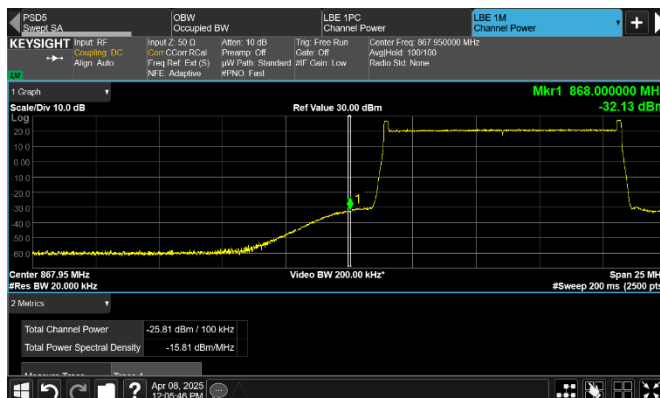 PSD5
Swept SA
OBW
Occupied BW
LBE 1PC
Channel Power
LBE 1M
Channel Power
KEYSIGHT
Input: RF
Coupling: DC
Align: Auto
Input Z: 50 Ω
Corr CCorr RCal
Freq Ref: Ext (S)
NFE: Adaptive
Atten: 10 dB
Preamp: Off
µW Path: Standard
#PNO: Fast
Trig: Free Run
Gate: Off
#IF Gain: Low
Center Freq: 867.950000 MHz
Avg|Hold: 100/100
Radio Std: None
1 Graph
Mkr1 868.000000 MH
Scale/Div 10.0 dB
Ref Value 30.00 dBm
-32.13 dBm
Log
20.0
10.0
0.00
-10.0
-20.0
-30.0
-40.0
-50.0
-60.0
1
Center 867.95 MHz
Video BW 200.00 kHz*
Span 25 MH
#Res BW 20.000 kHz
#Sweep 200 ms (2500 pts
2 Metrics
Total Channel Power
-25.81 dBm / 100 kHz
Total Power Spectral Density
-15.81 dBm/MHz
?
Apr 08, 2025
12:05:46 PM